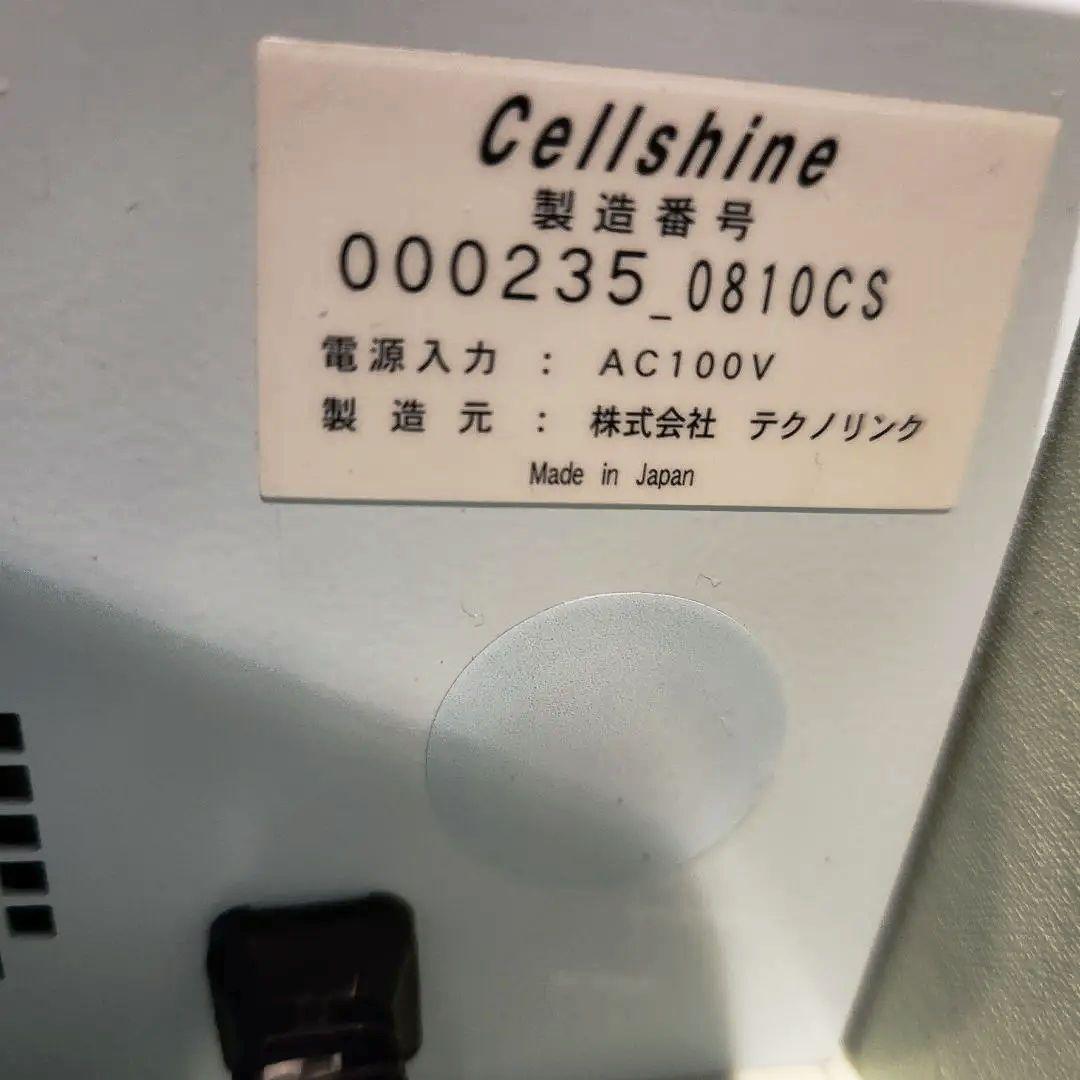 Cellshine
製造番号
000235_0810CS
電源入力 : AC100V
製造元 : 株式会社 テクノリンク
Made in Japan